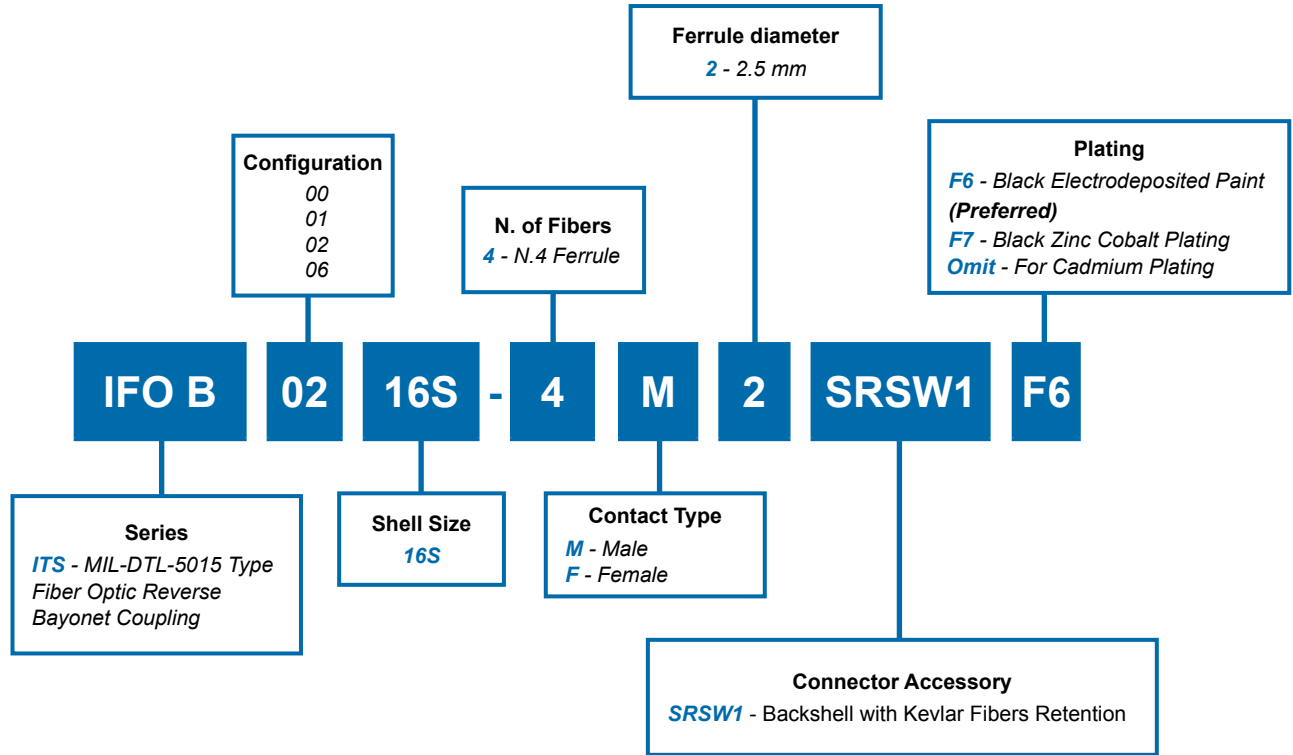 Ferrule diameter
2 - 2.5 mm
Configuration
00
01
02
06
N. of Fibers
4 - N.4 Ferrule
Plating
F6 - Black Electrodeposited Paint
(Preferred)
F7 - Black Zinc Cobalt Plating
Omit - For Cadmium Plating
IFO B 02 16S - 4 M 2 SRSW1 F6
Series
ITS - MIL-DTL-5015 Type
Fiber Optic Reverse
Bayonet Coupling
Shell Size
16S
Contact Type
M - Male
F - Female
Connector Accessory
SRSW1 - Backshell with Kevlar Fibers Retention